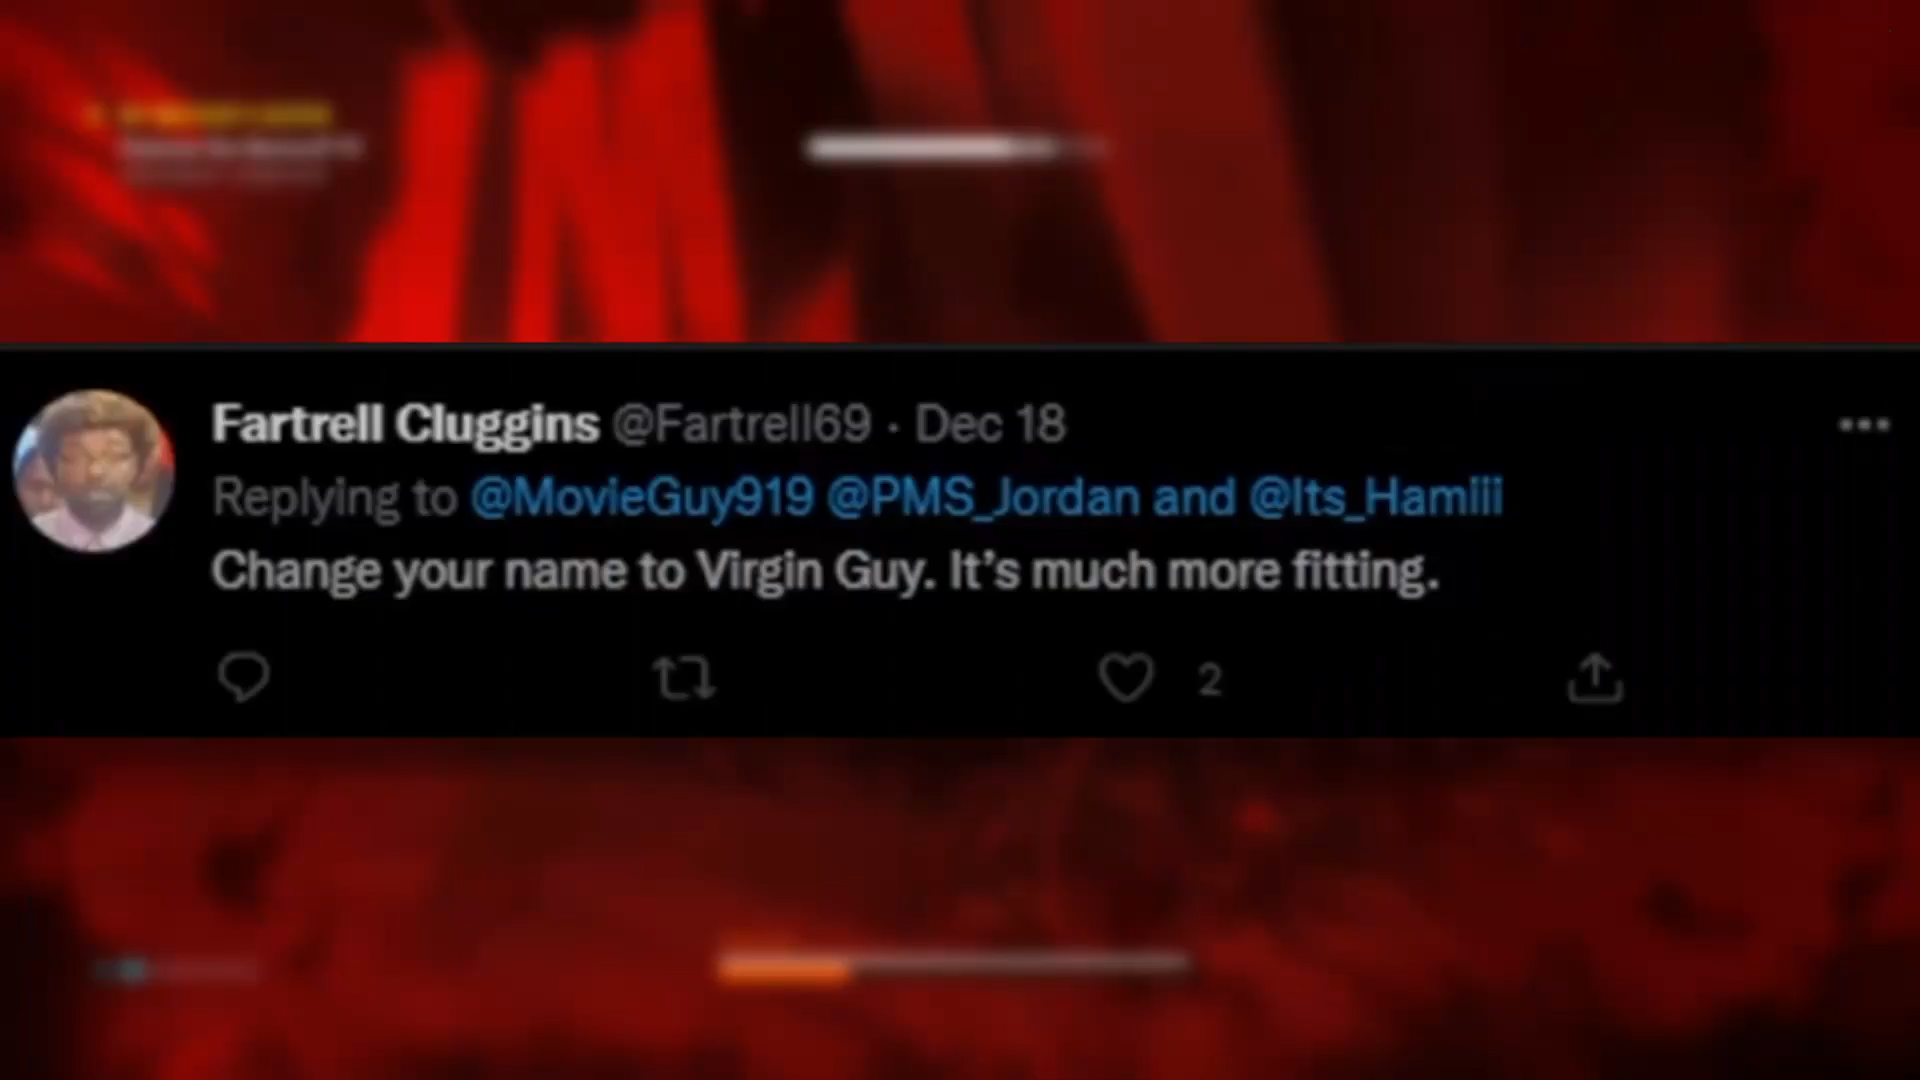 Fartrell Cluggins @Fartrell69 · Dec 18
Replying to @MovieGuy919 @PMS_Jordan and @Its_Hamiii
Change your name to Virgin Guy. It’s much more fitting.
2